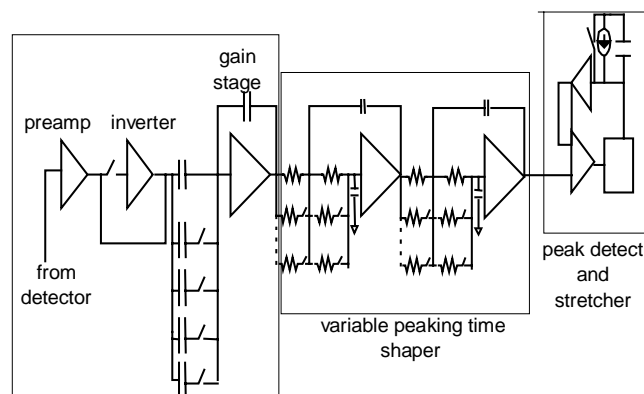 gain
stage
preamp
inverter
from
detector
variable peaking time
shaper
peak detect
and
stretcher